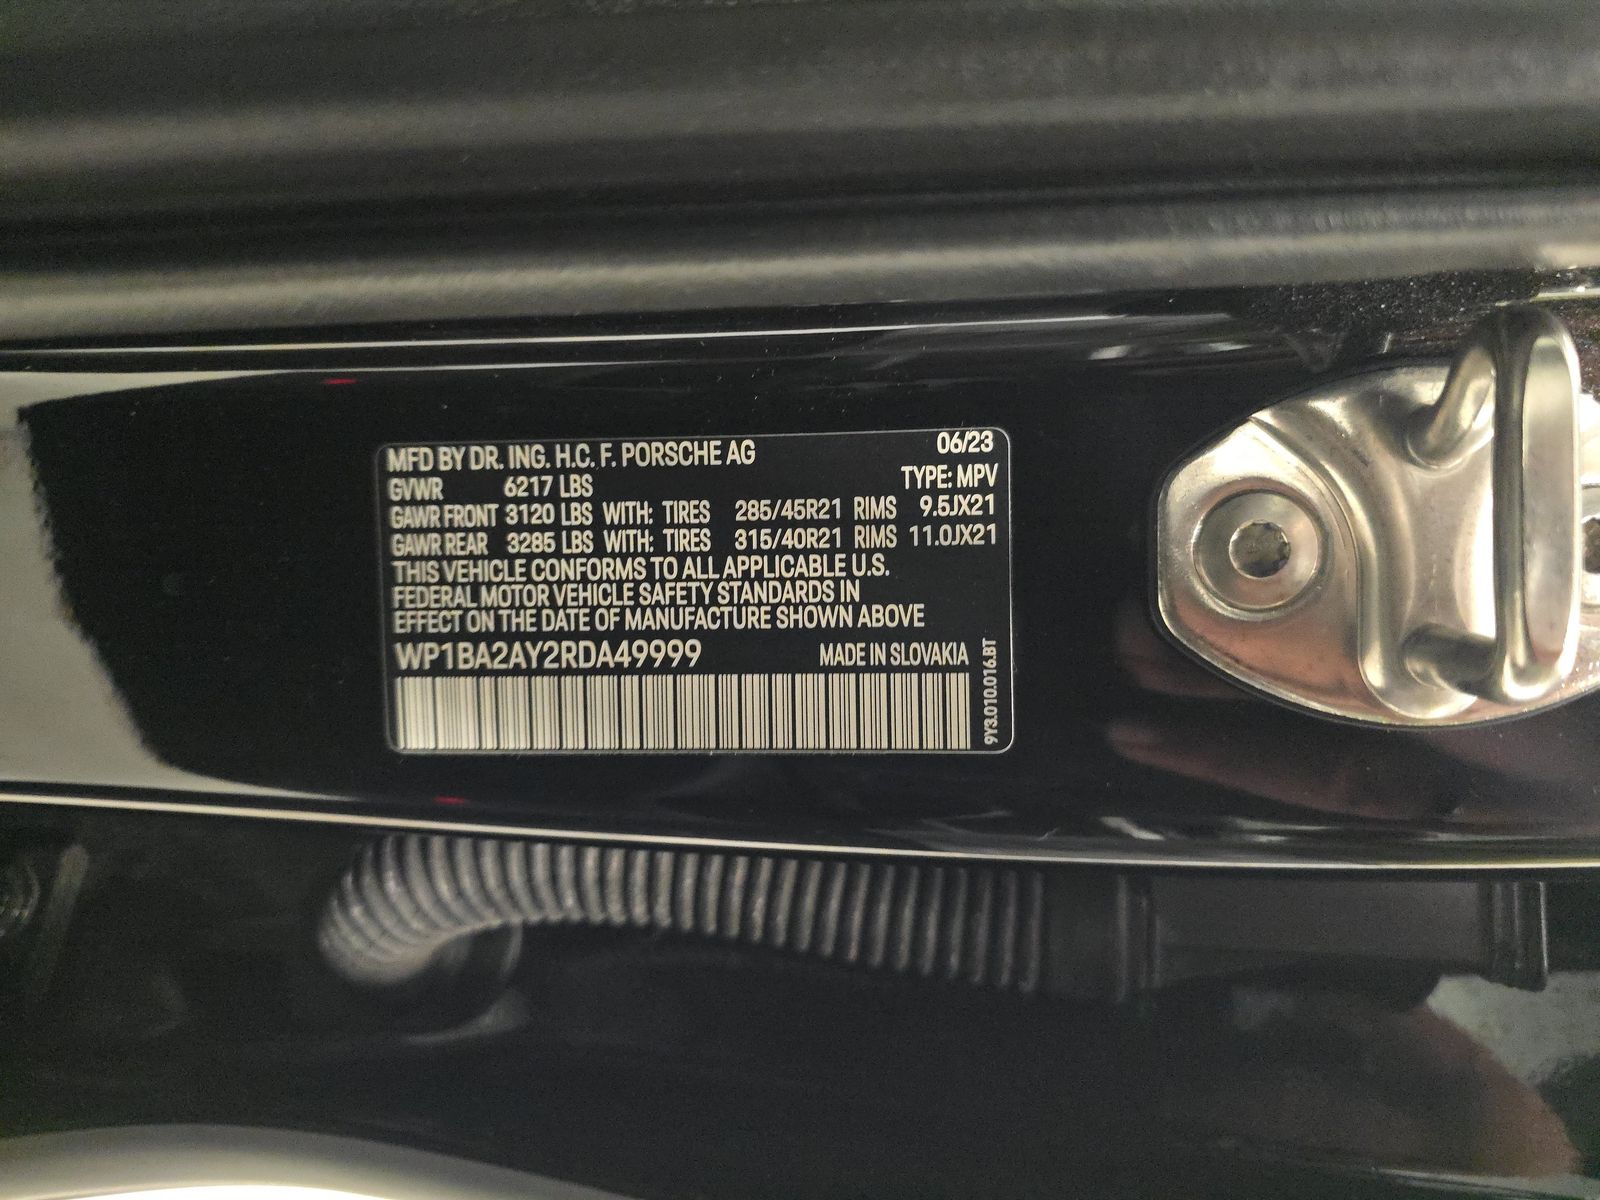 MFD BY DR. ING. H.C. F. PORSCHE AG 06/23
GVWR 6217 LBS TYPE: MPV
GAWR FRONT 3120 LBS WITH: TIRES 285/45R21 RIMS 9.5JX21
GAWR REAR 3285 LBS WITH: TIRES 315/40R21 RIMS 11.0JX21
THIS VEHICLE CONFORMS TO ALL APPLICABLE U.S.
FEDERAL MOTOR VEHICLE SAFETY STANDARDS IN
EFFECT ON THE DATE OF MANUFACTURE SHOWN ABOVE
WP1BA2AY2RDA49999 MADE IN SLOVAKIA
9Y3.010.016.BT